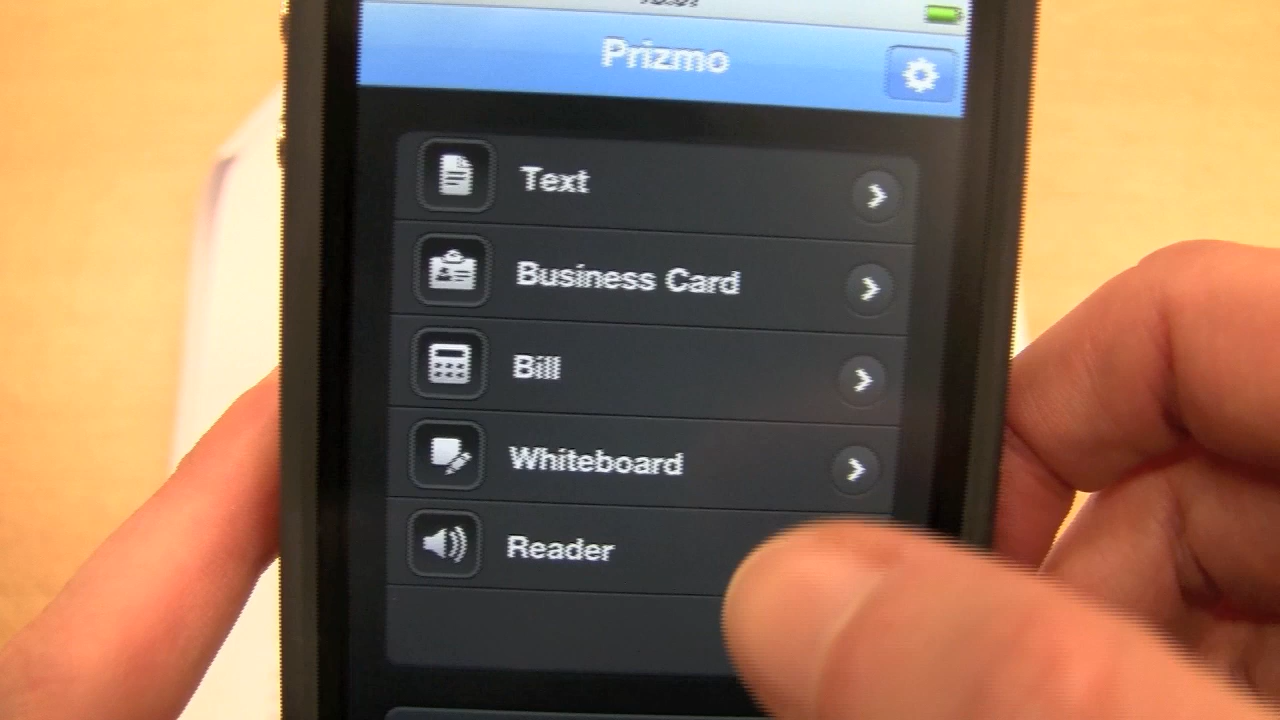 Prizmo
Text
Business Card
Bill
Whiteboard
Reader